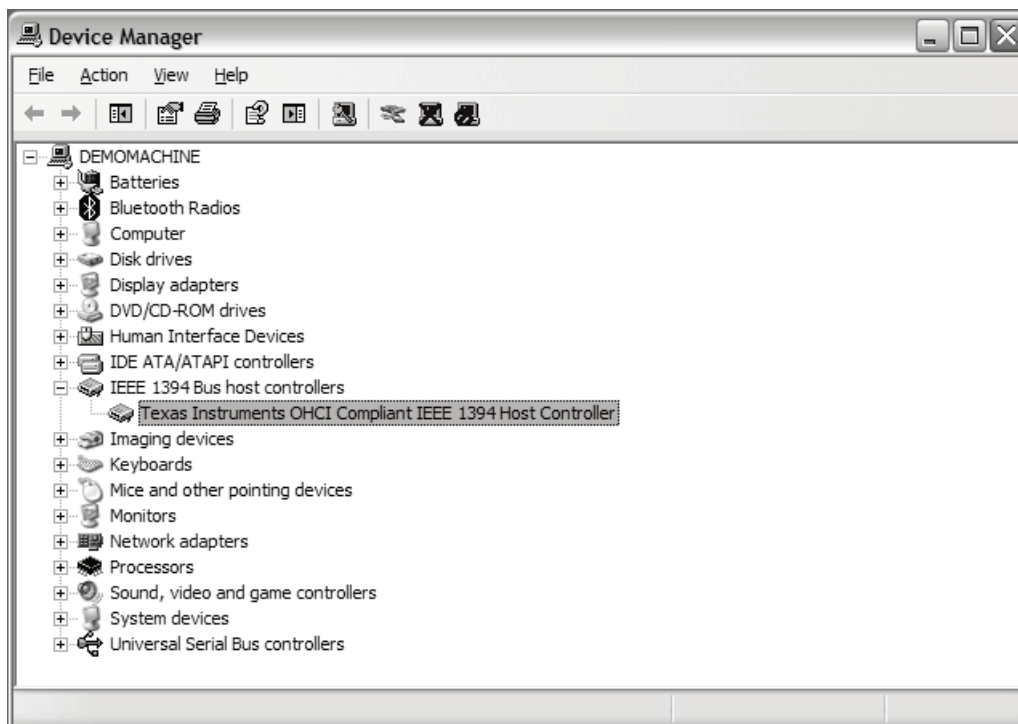 Device Manager
File Action View Help
DEMOMACHINE
Batteries
Bluetooth Radios
Computer
Disk drives
Display adapters
DVD/CD-ROM drives
Human Interface Devices
IDE ATA/ATAPI controllers
IEEE 1394 Bus host controllers
Texas Instruments OHCI Compliant IEEE 1394 Host Controller
Imaging devices
Keyboards
Mice and other pointing devices
Monitors
Network adapters
Processors
Sound, video and game controllers
System devices
Universal Serial Bus controllers